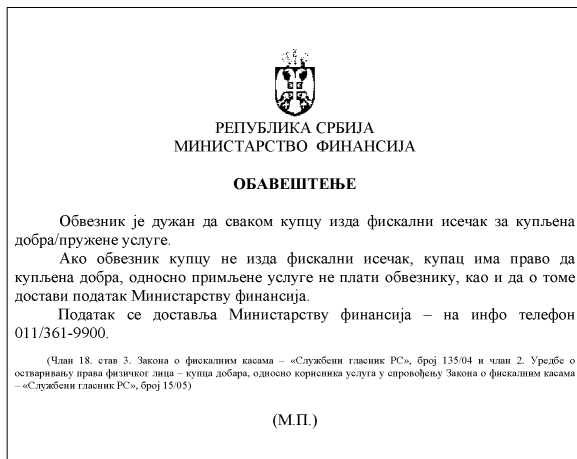 РЕПУБЛИКА СРБИЈА
МИНИСТАРСТВО ФИНАНСИЈА
ОБАВЕШТЕЊЕ
Обвезник је дужан да сваком купцу изда фискални исечак за купљена
добра/пружене услуге.
Ако обвезник купцу не изда фискални исечак, купац има право да
купљена добра, односно примљене услуге не плати обвезнику, као и да о томе
достави податак Министарству финансија.
Податак се доставља Министарству финансија – на инфо телефон
011/361-9900.
(Члан 18. став 3. Закона о фискалним касама – «Службени гласник РС», број 135/04 и члан 2. Уредбе о
остваривању права физичког лица – купца добара, односно корисника услуга у спровођењу Закона о фискалним касама
– «Службени гласник РС», број 15/05)
(М.П.)